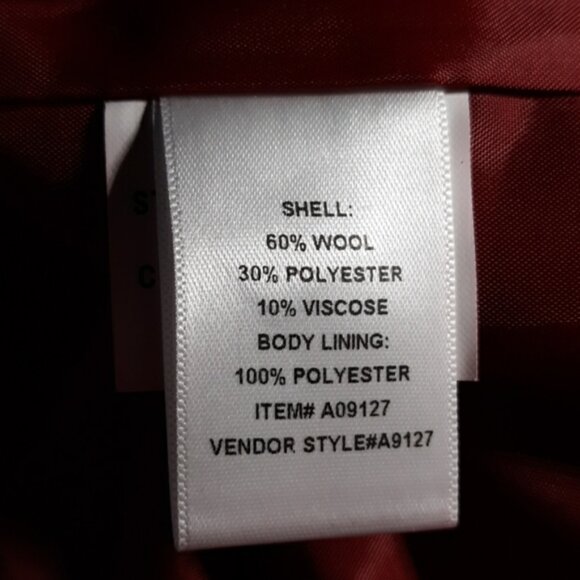 SHELL:
60% WOOL
30% POLYESTER
10% VISCOSE
BODY LINING:
100% POLYESTER
ITEM# A09127
VENDOR STYLE#A9127